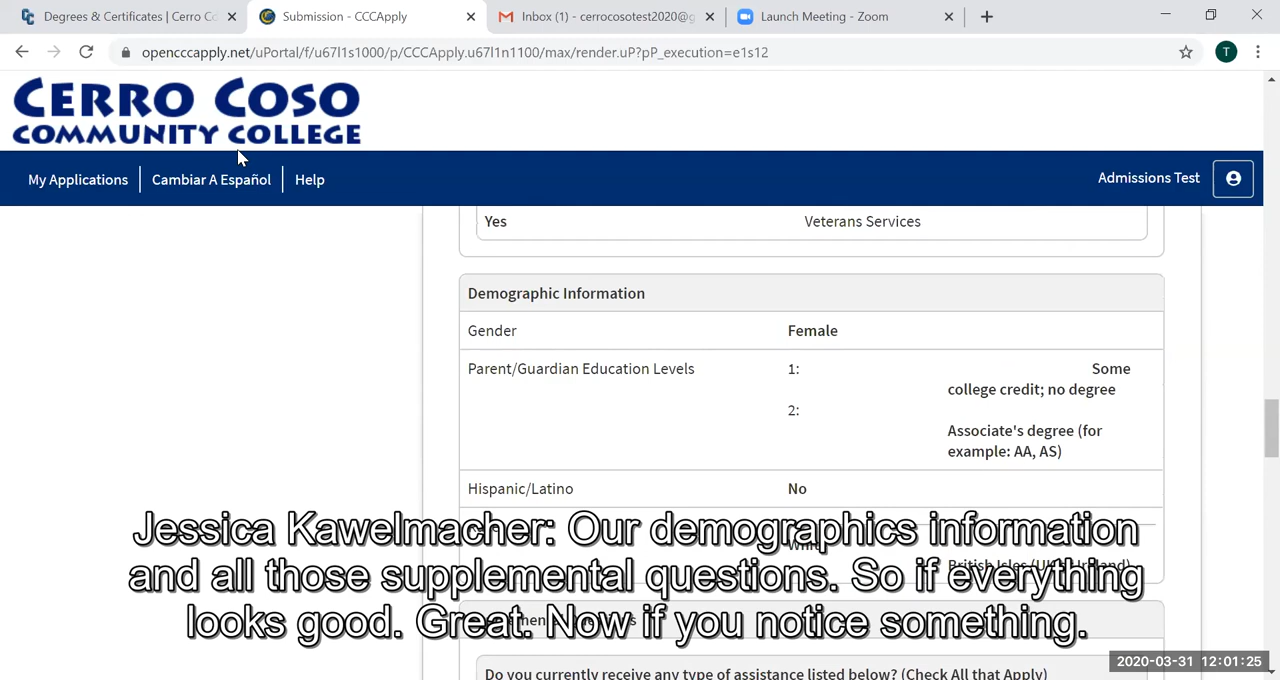 Degrees & Certificates | Cerro Co
Submission - CCCApply
Inbox (1) - cerrocosotest2020@g
Launch Meeting - Zoom
opencccapply.net/uPortal/f/u67l1s1000/p/CCCApply.u67l1n1100/max/render.uP?pP_execution=e1s12
T
CERRO COSO
COMMUNITY COLLEGE
My Applications
Cambiar A Español
Help
Admissions Test
Yes
Veterans Services
Demographic Information
Gender
Female
Parent/Guardian Education Levels
1:
Some
college credit; no degree
2:
Associate's degree (for
example: AA, AS)
Hispanic/Latino
No
Jessica Kawelmacher: Our demographics information
and all those supplemental questions. So if everything
looks good. Great. Now if you notice something.
Do you currently receive any type of assistance listed below? (Check All that Apply)
2020-03-31 12:01:25